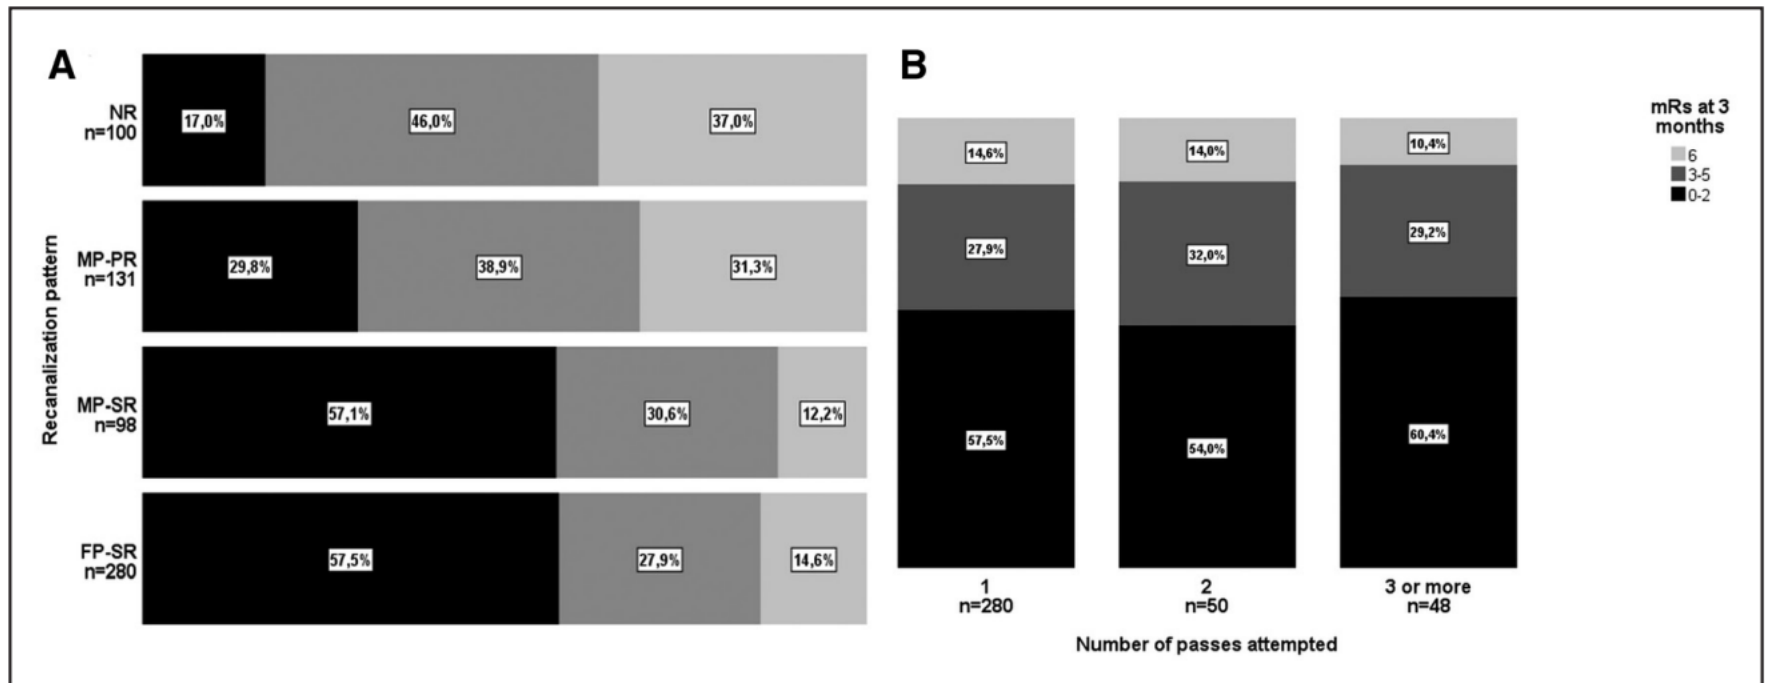 A
B
Recanalization pattern
NR
n=100
17,0%
46,0%
37,0%
MP-PR
n=131
29,8%
38,9%
31,3%
MP-SR
n=98
57,1%
30,6%
12,2%
FP-SR
n=280
57,5%
27,9%
14,6%
14,6%
27,9%
57,5%
1
n=280
14,0%
32,0%
54,0%
2
n=50
10,4%
29,2%
60,4%
3 or more
n=48
Number of passes attempted
mRs at 3
months
6
3-5
0-2